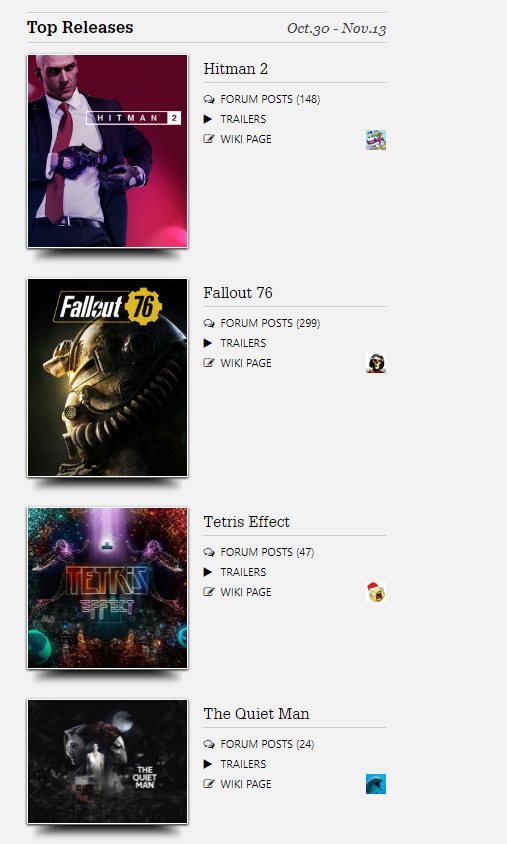 Top Releases Oct.30 - Nov.13
HITMAN 2
Hitman 2
FORUM POSTS (148)
TRAILERS
WIKI PAGE
Fallout 76
Fallout 76
FORUM POSTS (299)
TRAILERS
WIKI PAGE
TETRIS
EFFECT
Tetris Effect
FORUM POSTS (47)
TRAILERS
WIKI PAGE
THE
QUIET
MAN
The Quiet Man
FORUM POSTS (24)
TRAILERS
WIKI PAGE